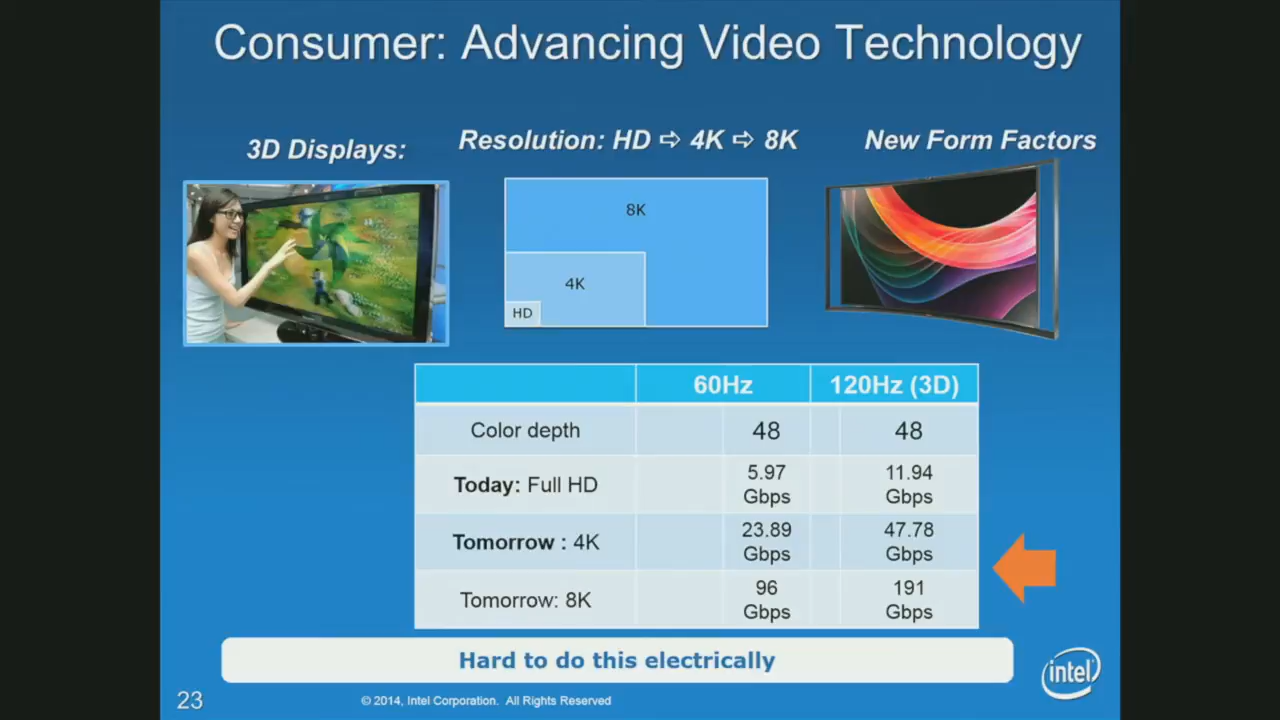 Consumer: Advancing Video Technology
3D Displays:
Resolution: HD ⇨ 4K ⇨ 8K
New Form Factors
8K
4K
HD
60Hz 120Hz (3D)
Color depth 48 48
Today: Full HD 5.97 Gbps 11.94 Gbps
Tomorrow : 4K 23.89 Gbps 47.78 Gbps
Tomorrow: 8K 96 Gbps 191 Gbps
Hard to do this electrically
23
© 2014, Intel Corporation. All Rights Reserved
intel